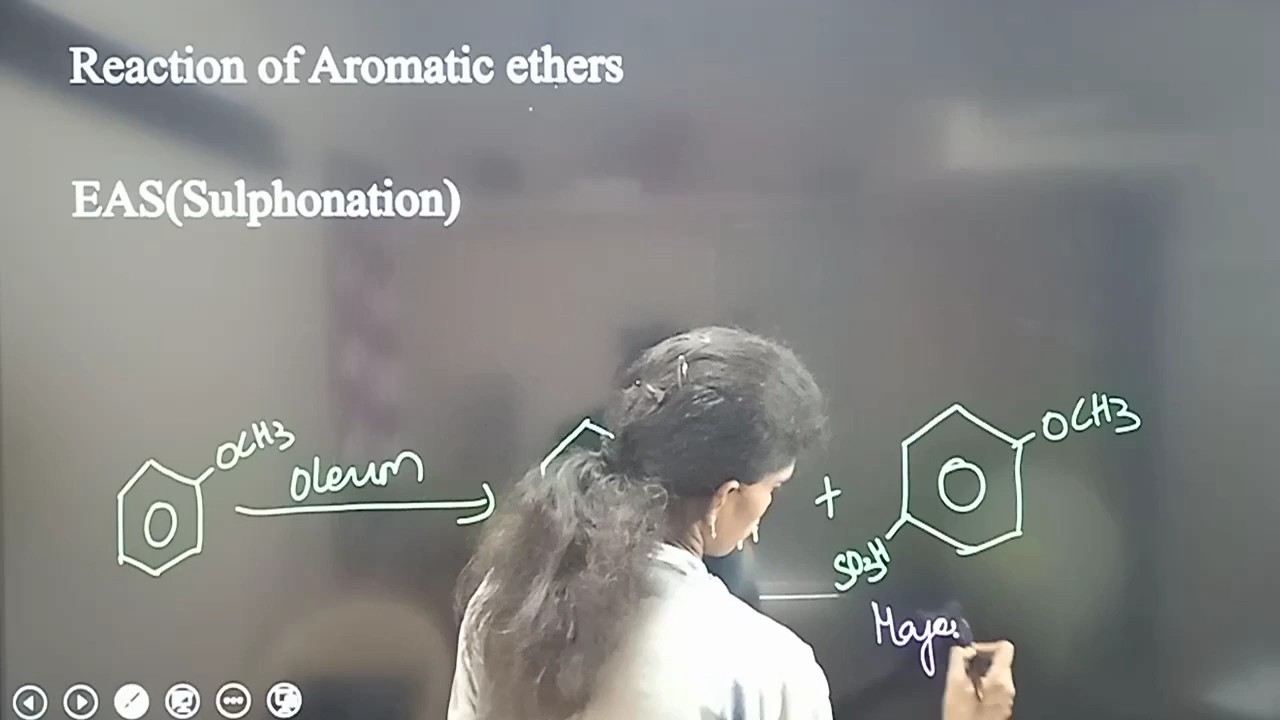 Reaction of Aromatic ethers
EAS(Sulphonation)
OCH3
Oleum
+
OCH3
SO3H
Major